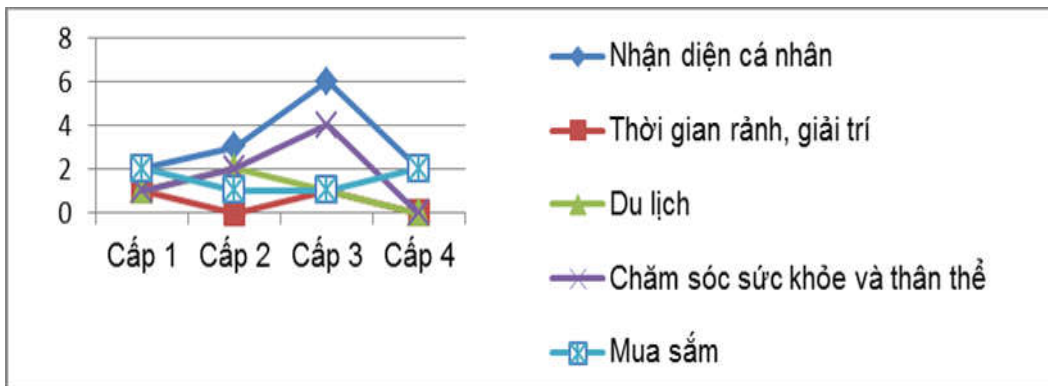 8
6
4
2
0
Cấp 1 Cấp 2 Cấp 3 Cấp 4
Nhận diện cá nhân
Thời gian rảnh, giải trí
Du lịch
Chăm sóc sức khỏe và thân thể
Mua sắm